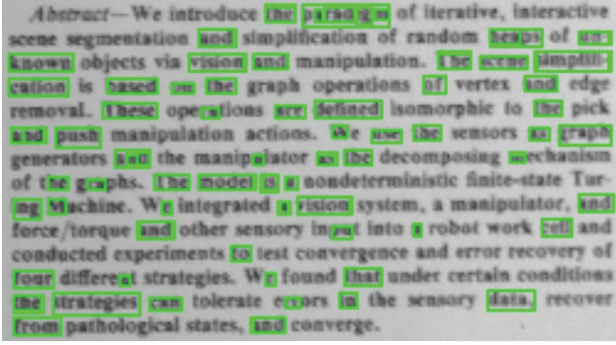 Abstract—We introduce the paradigm of iterative, interactive
scene segmentation and simplification of random heaps of un-
known objects via vision and manipulation. The scene simplifi-
cation is based on the graph operations of vertex and edge
removal. These operations are defined isomorphic to the pick
and push manipulation actions. We use the sensors as graph
generators and the manipulator as the decomposing mechanism
of the graphs. The model is a nondeterministic finite-state Tur-
ing Machine. We integrated a vision system, a manipulator, and
force/torque and other sensory input into a robot work cell and
conducted experiments to test convergence and error recovery of
four different strategies. We found that under certain conditions
the strategies can tolerate errors in the sensory data, recover
from pathological states, and converge.